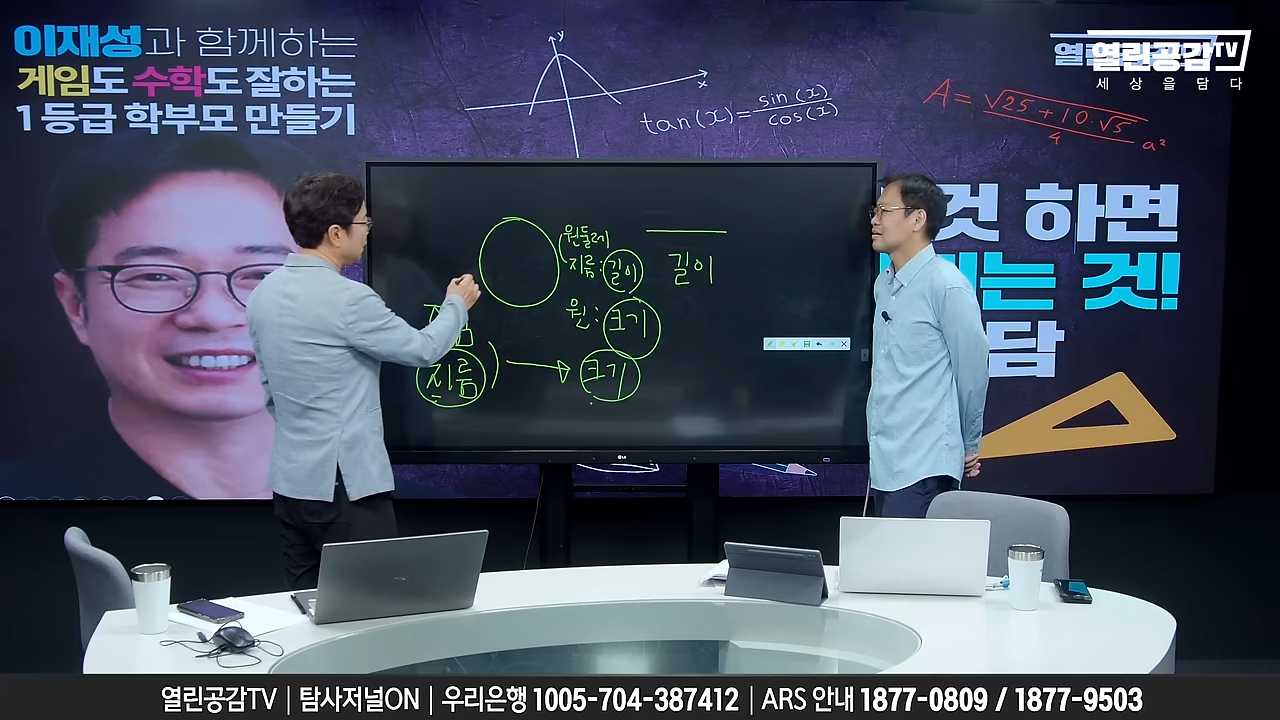 이재성과 함께하는
게임도 수학도 잘하는
1등급 학부모 만들기
y
x
tan(x)=sin(x)/cos(x)
A=√25+10·√5/4 a²
열린공감TV
세상을 담다
것 하면
는 것!
담
원둘레
지름:길이
길이
원:크기
지름
크기
LG
열린공감TV | 탐사저널ON | 우리은행 1005-704-387412 | ARS 안내 1877-0809 / 1877-9503